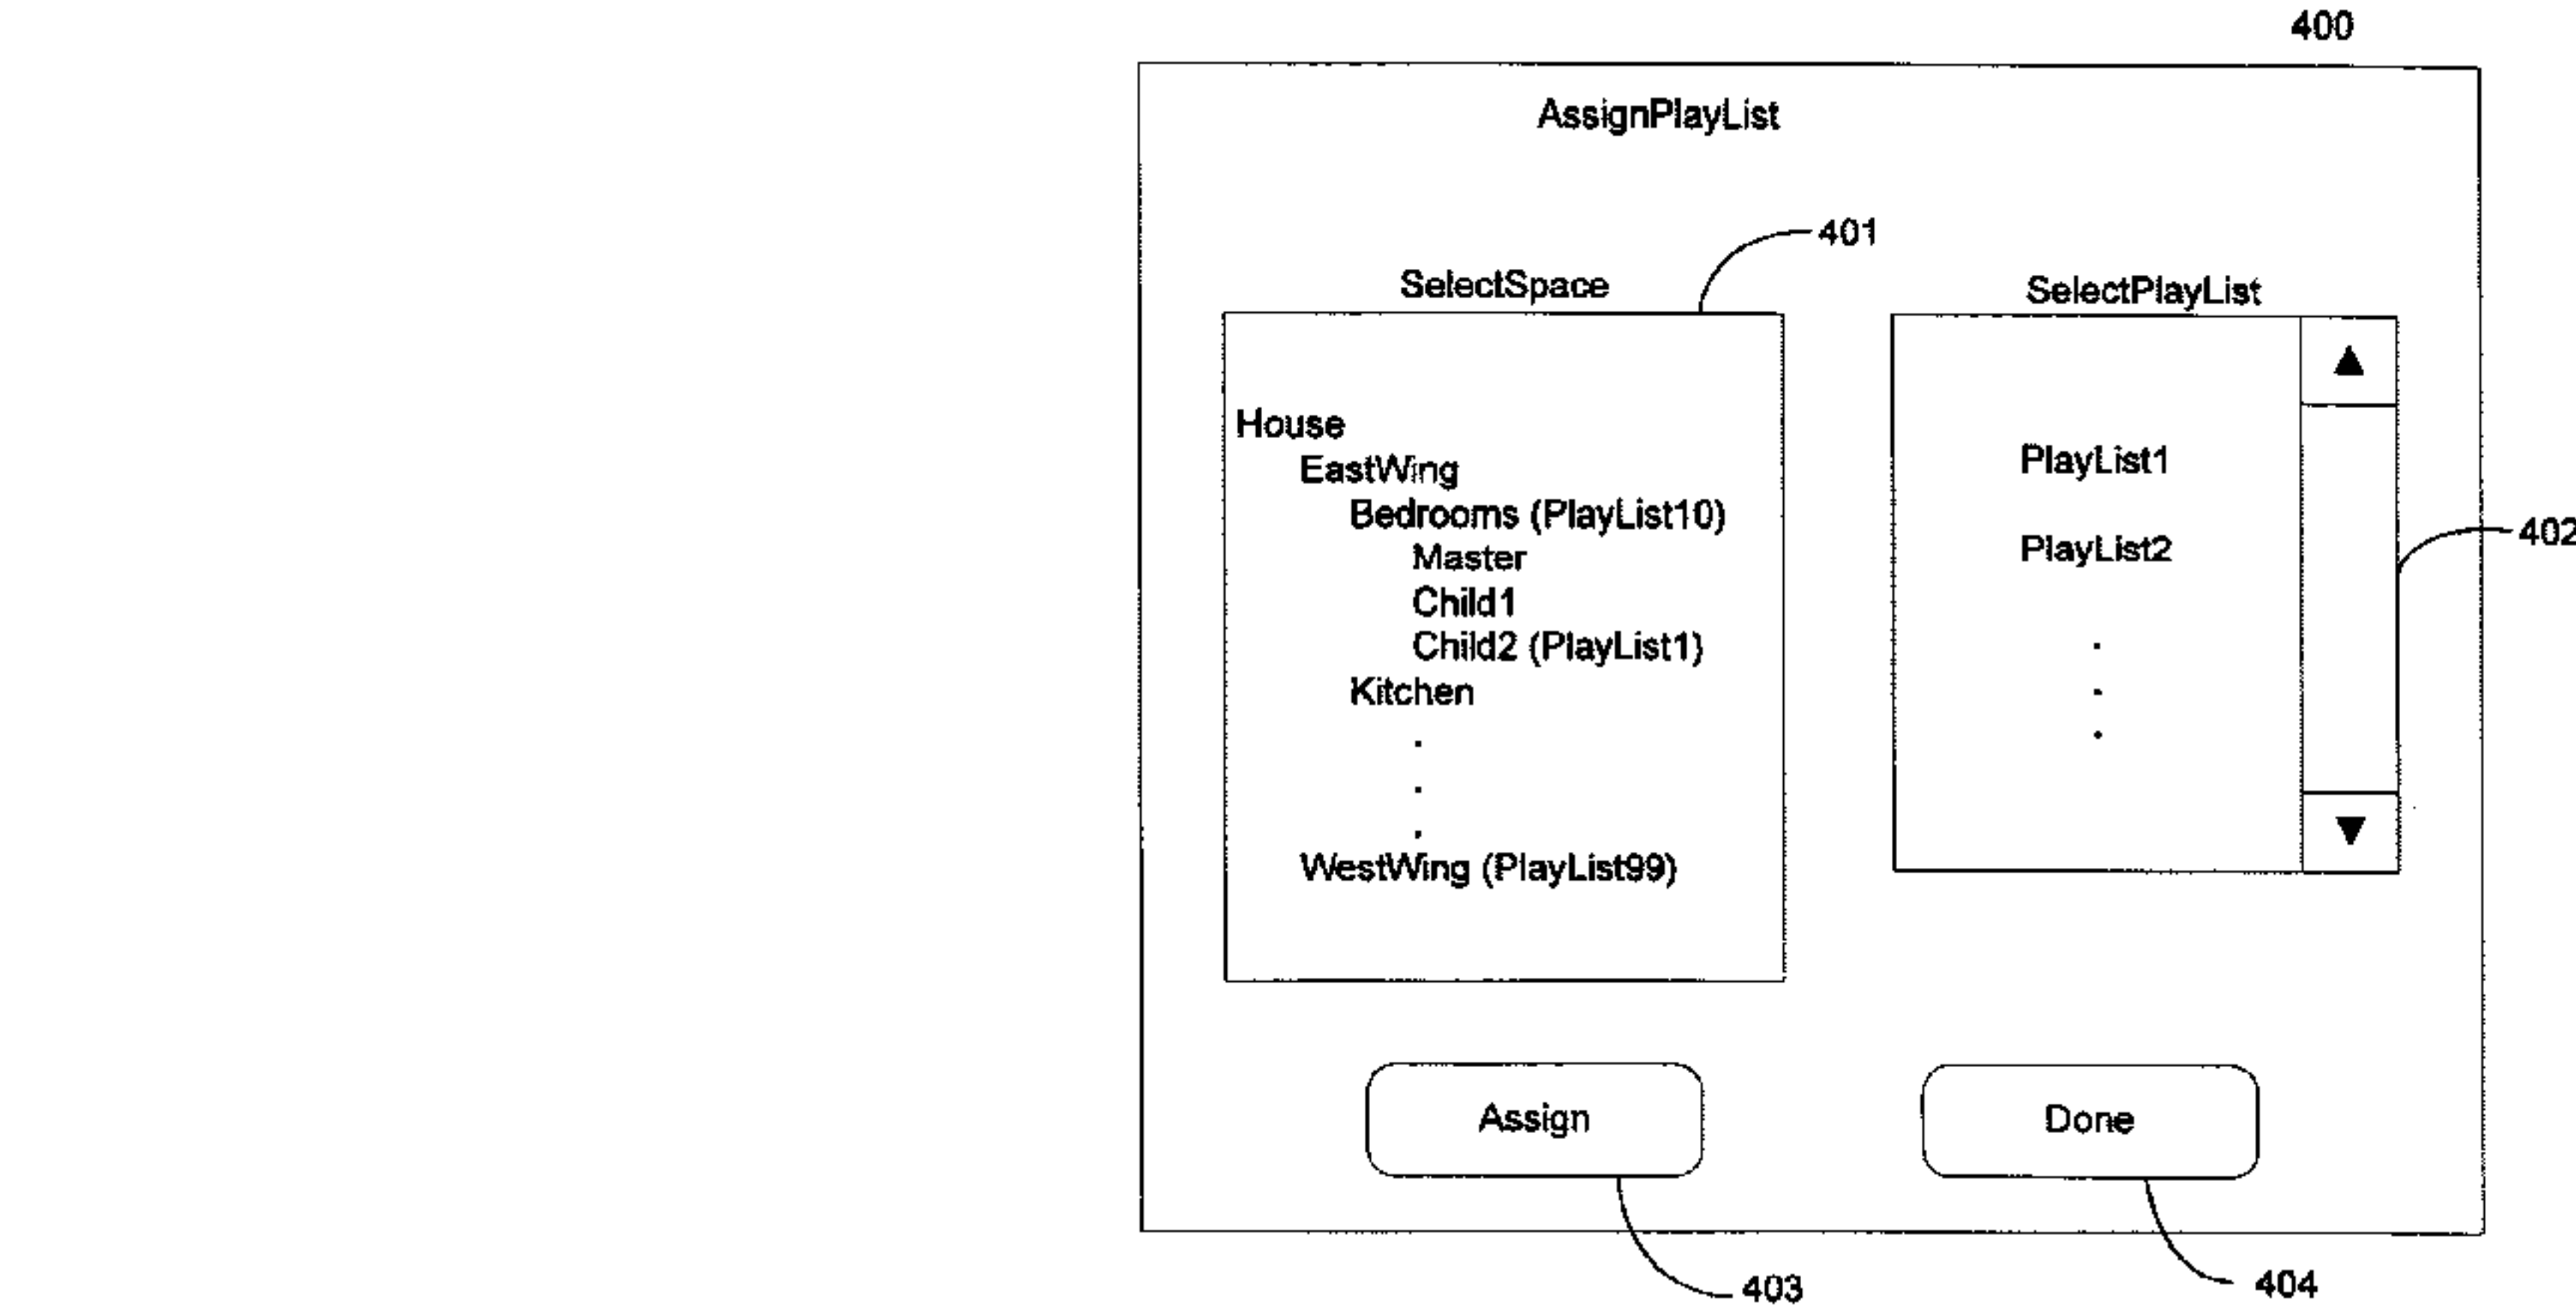 400
AssignPlayList
401
SelectSpace
SelectPlayList
House
EastWing
Bedrooms (PlayList10)
Master
Child1
Child2 (PlayList1)
Kitchen
.
.
.
WestWing (PlayList99)
PlayList1
PlayList2
.
.
.
402
Assign
Done
403
404